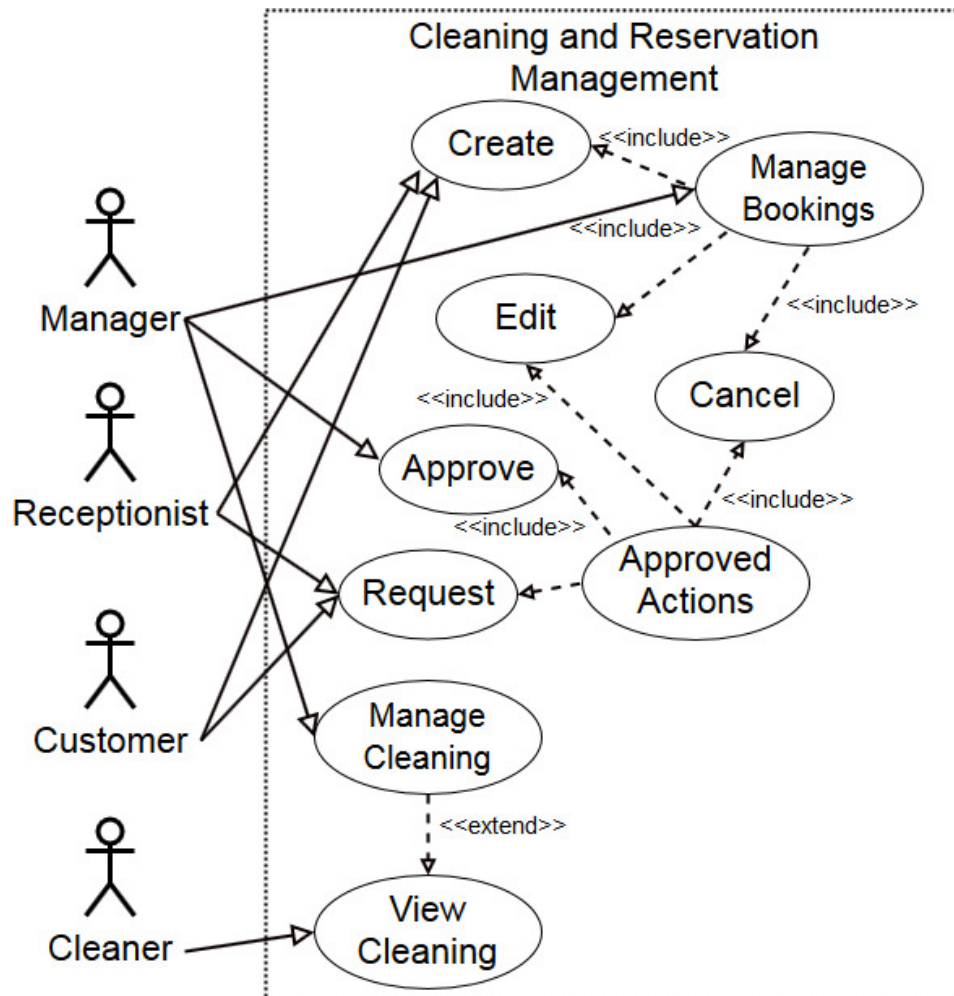 Cleaning and Reservation
Management
Create
<<include>>
Manage
Bookings
<<include>>
Manager
Edit
<<include>>
Cancel
<<include>>
Receptionist
Approve
<<include>>
<<include>>
Approved
Actions
Request
Customer
Manage
Cleaning
<<extend>>
View
Cleaning
Cleaner